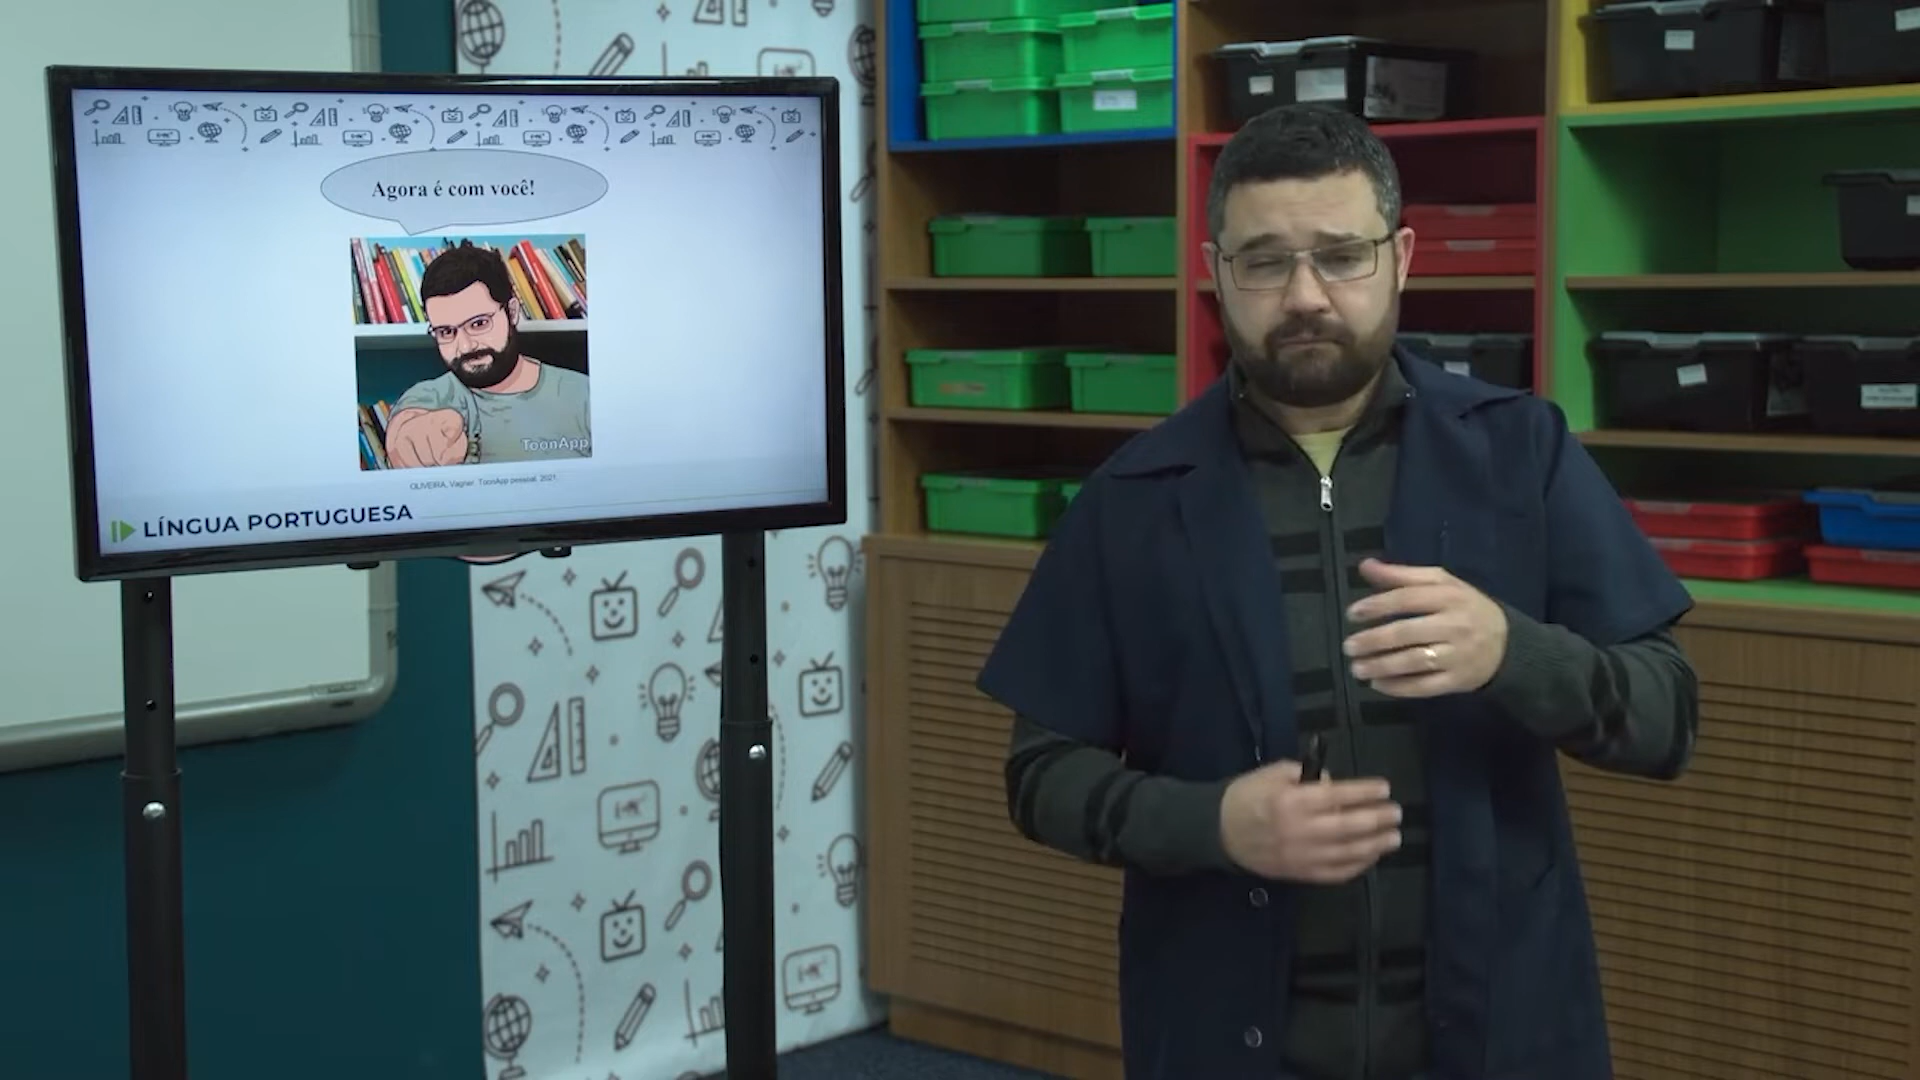 Agora é com você!
ToonApp
OLIVEIRA, Vagner. ToonApp pessoal. 2021.
LÍNGUA PORTUGUESA